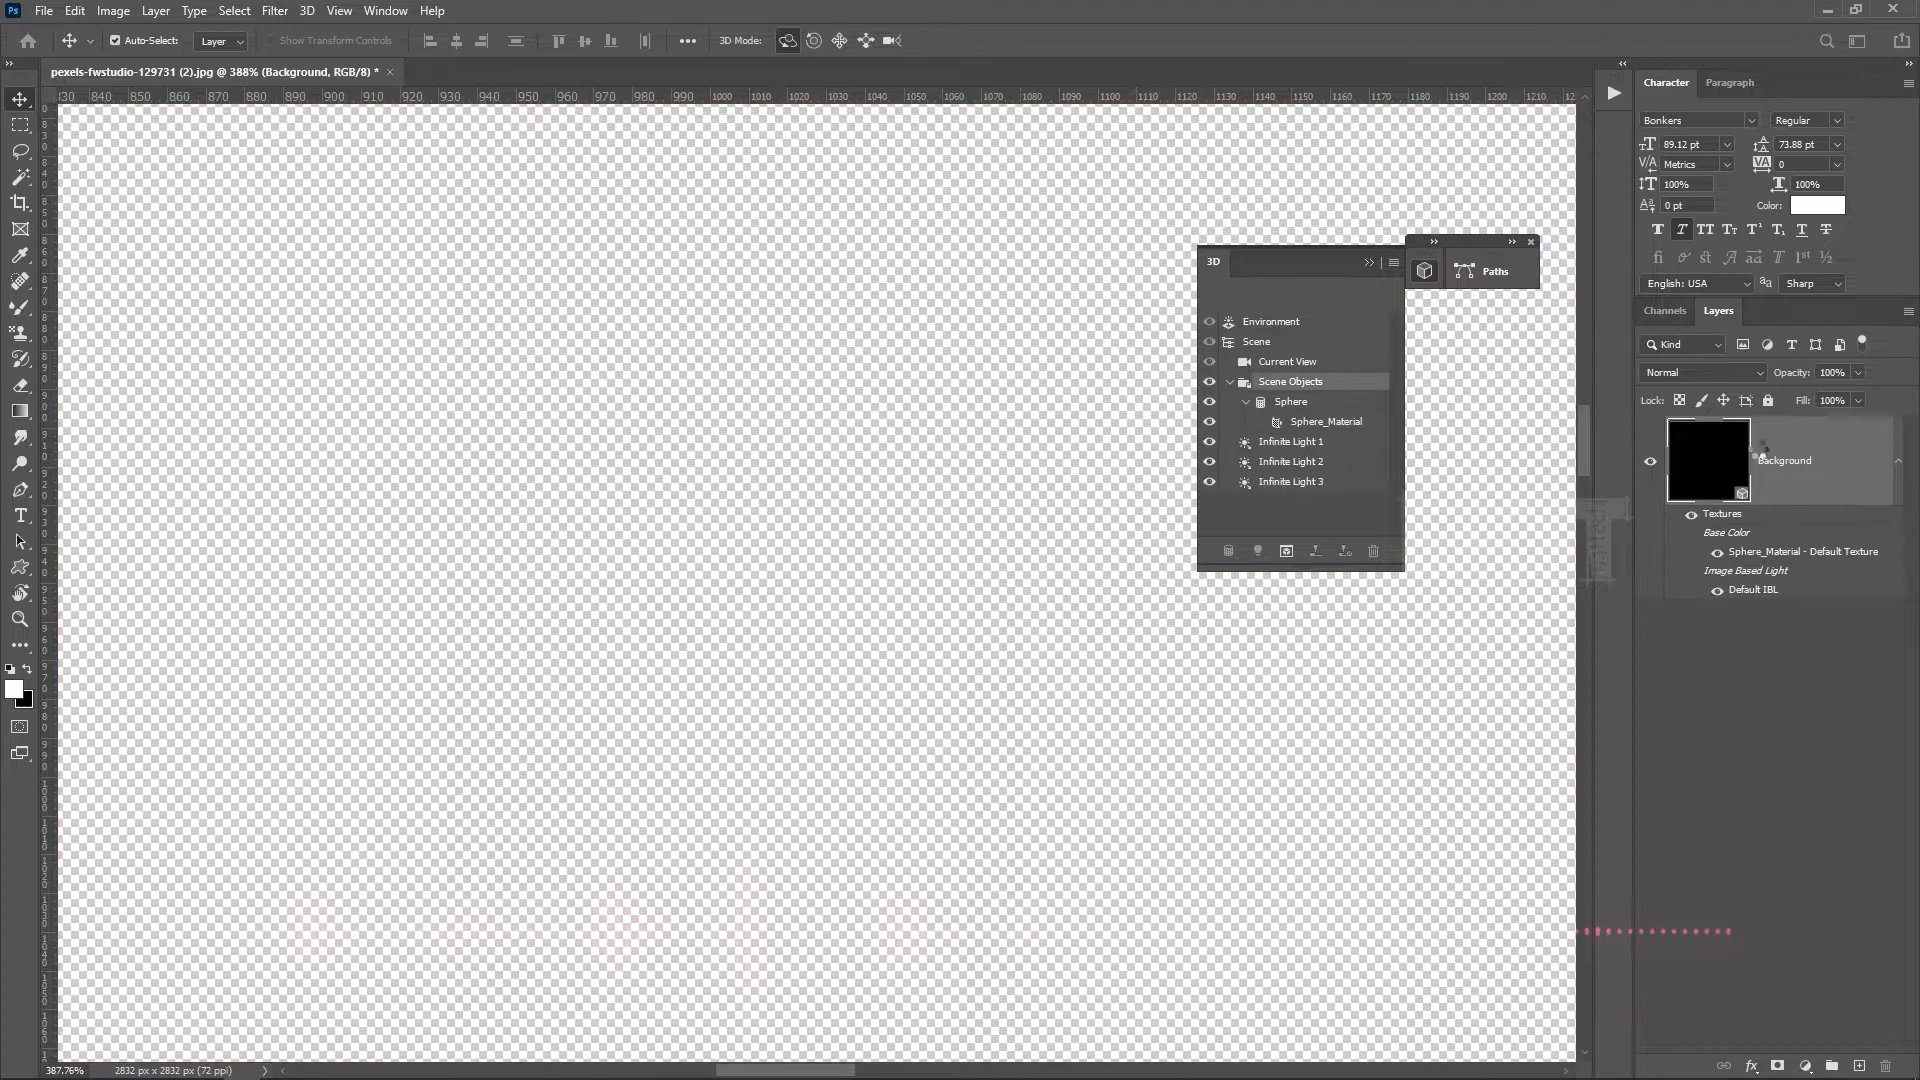 Ps File Edit Image Layer Type Select Filter 3D View Window Help
Auto-Select: Layer Show Transform Controls 3D Mode:
pexels-fwstudio-129731 (2).jpg @ 388% (Background, RGB/8) *
830 840 850 860 870 880 890 900 910 920 930 940 950 960 970 980 990 1000 1010 1020 1030 1040 1050 1060 1070 1080 1090 1100 1110 1120 1130 1140 1150 1160 1170 1180 1190 1200 1210
Character Paragraph
Bonkers Regular
89.12 pt 73.88 pt
Metrics 0
100% 100%
0 pt Color:
English: USA Sharp
Channels Layers
Kind
Normal Opacity: 100%
Lock: Fill: 100%
Background
Textures
Base Color
Sphere_Material - Default Texture
Image Based Light
Default IBL
3D
Paths
Environment
Scene
Current View
Scene Objects
Sphere
Sphere_Material
Infinite Light 1
Infinite Light 2
Infinite Light 3
387.76% 2832 px x 2832 px (72 ppi)